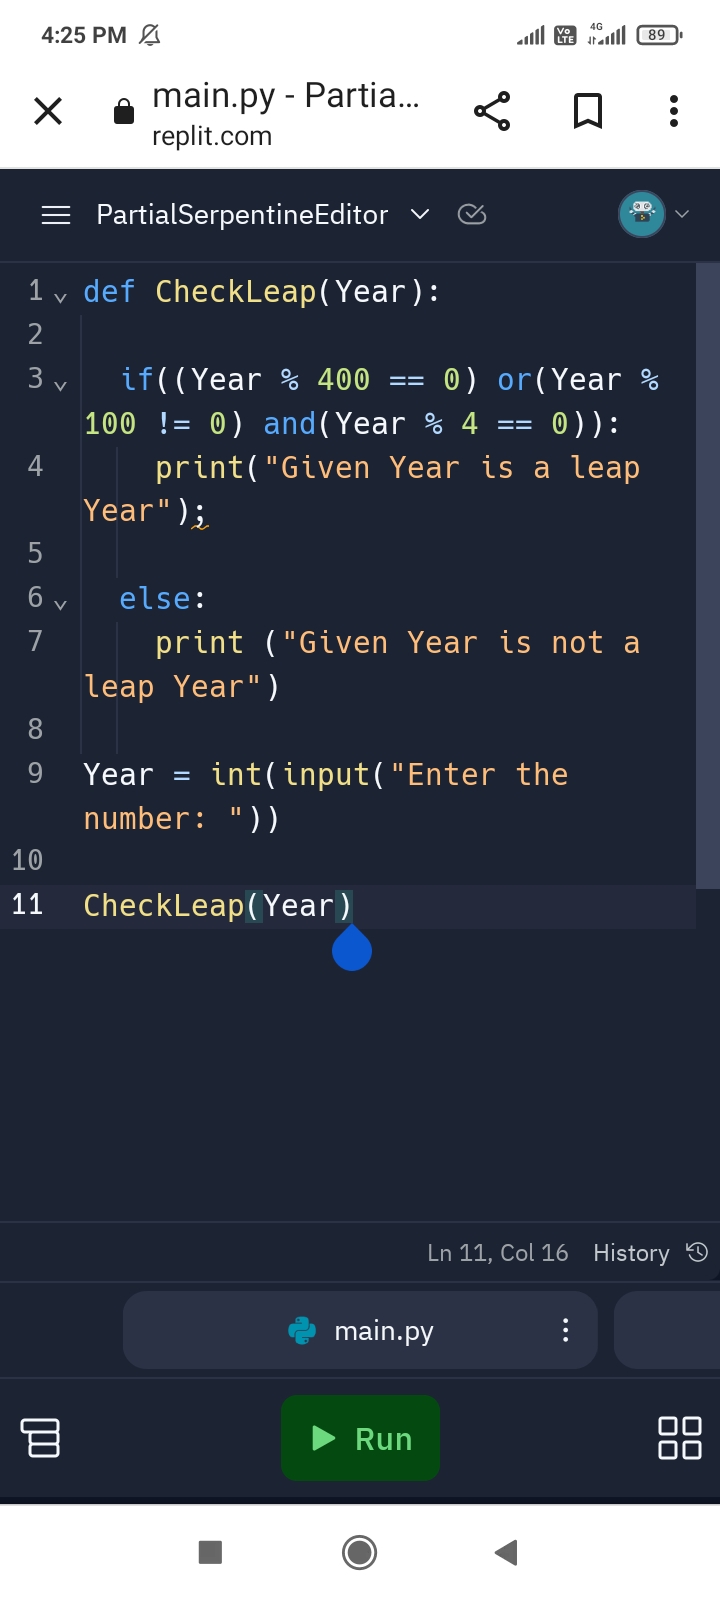 4:25 PM
4G
Vo
LTE
89
main.py - Partia...
replit.com
PartialSerpentineEditor
1 def CheckLeap(Year):
2
3 if((Year % 400 == 0) or(Year %
100 != 0) and(Year % 4 == 0)):
4 print("Given Year is a leap
Year");
5
6 else:
7 print ("Given Year is not a
leap Year")
8
9 Year = int(input("Enter the
number: "))
10
11 CheckLeap(Year)
Ln 11, Col 16 History
main.py
Run